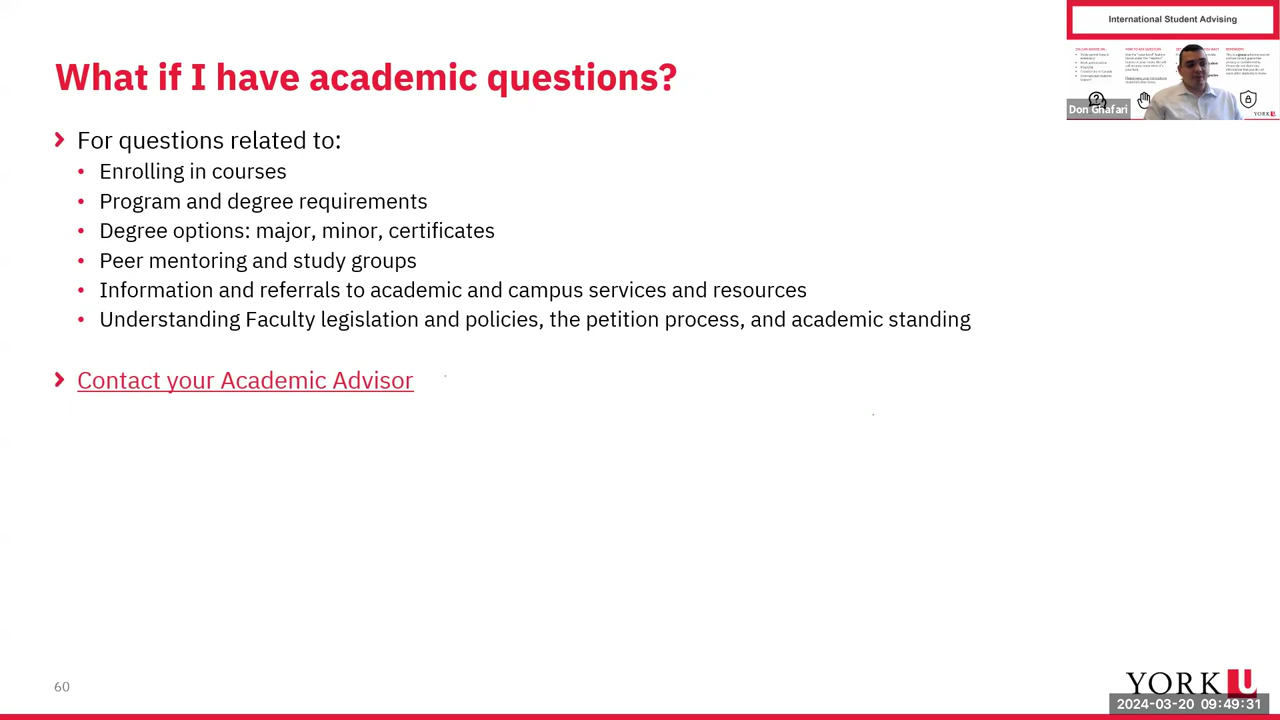 What if I have academic questions?
For questions related to:
Enrolling in courses
Program and degree requirements
Degree options: major, minor, certificates
Peer mentoring and study groups
Information and referrals to academic and campus services and resources
Understanding Faculty legislation and policies, the petition process, and academic standing
Contact your Academic Advisor
International Student Advising
Don Ghafari
YORK U
60
YORK U
2024-03-20 09:49:31